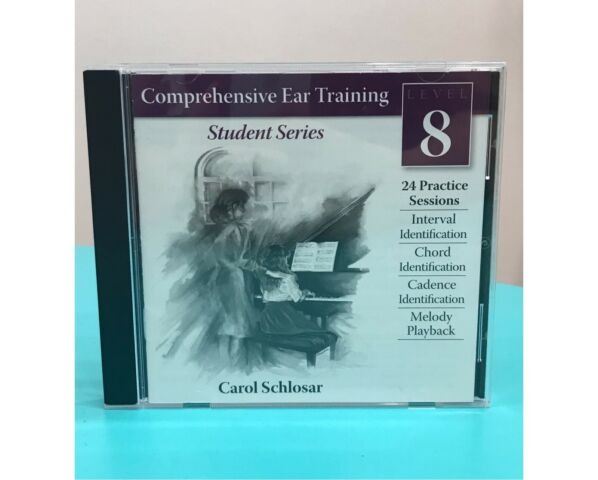 Comprehensive Ear Training
Student Series
LEVEL
8
24 Practice
Sessions
Interval
Identification
Chord
Identification
Cadence
Identification
Melody
Playback
Carol Schlosar